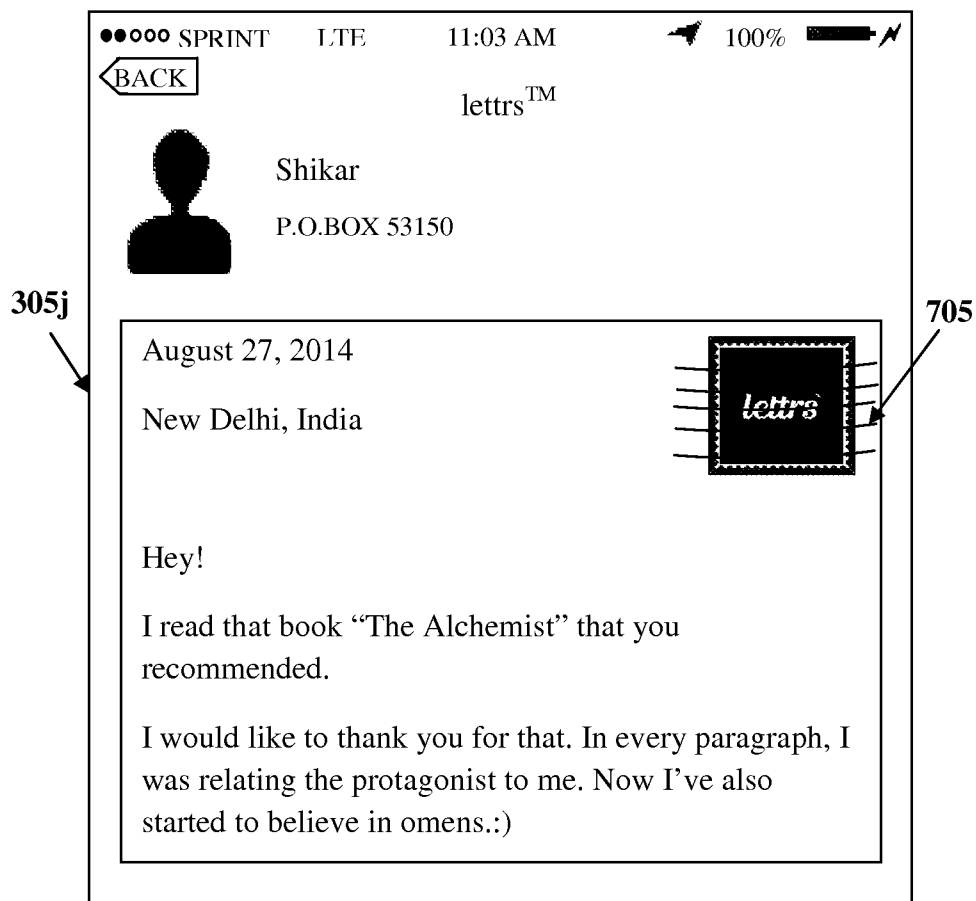 SPRINT LTE 11:03 AM 100%
BACK
lettrs™
Shikar
P.O.BOX 53150
305j
705
August 27, 2014
lettrs
New Delhi, India
Hey!
I read that book “The Alchemist” that you
recommended.
I would like to thank you for that. In every paragraph, I
was relating the protagonist to me. Now I’ve also
started to believe in omens.:)